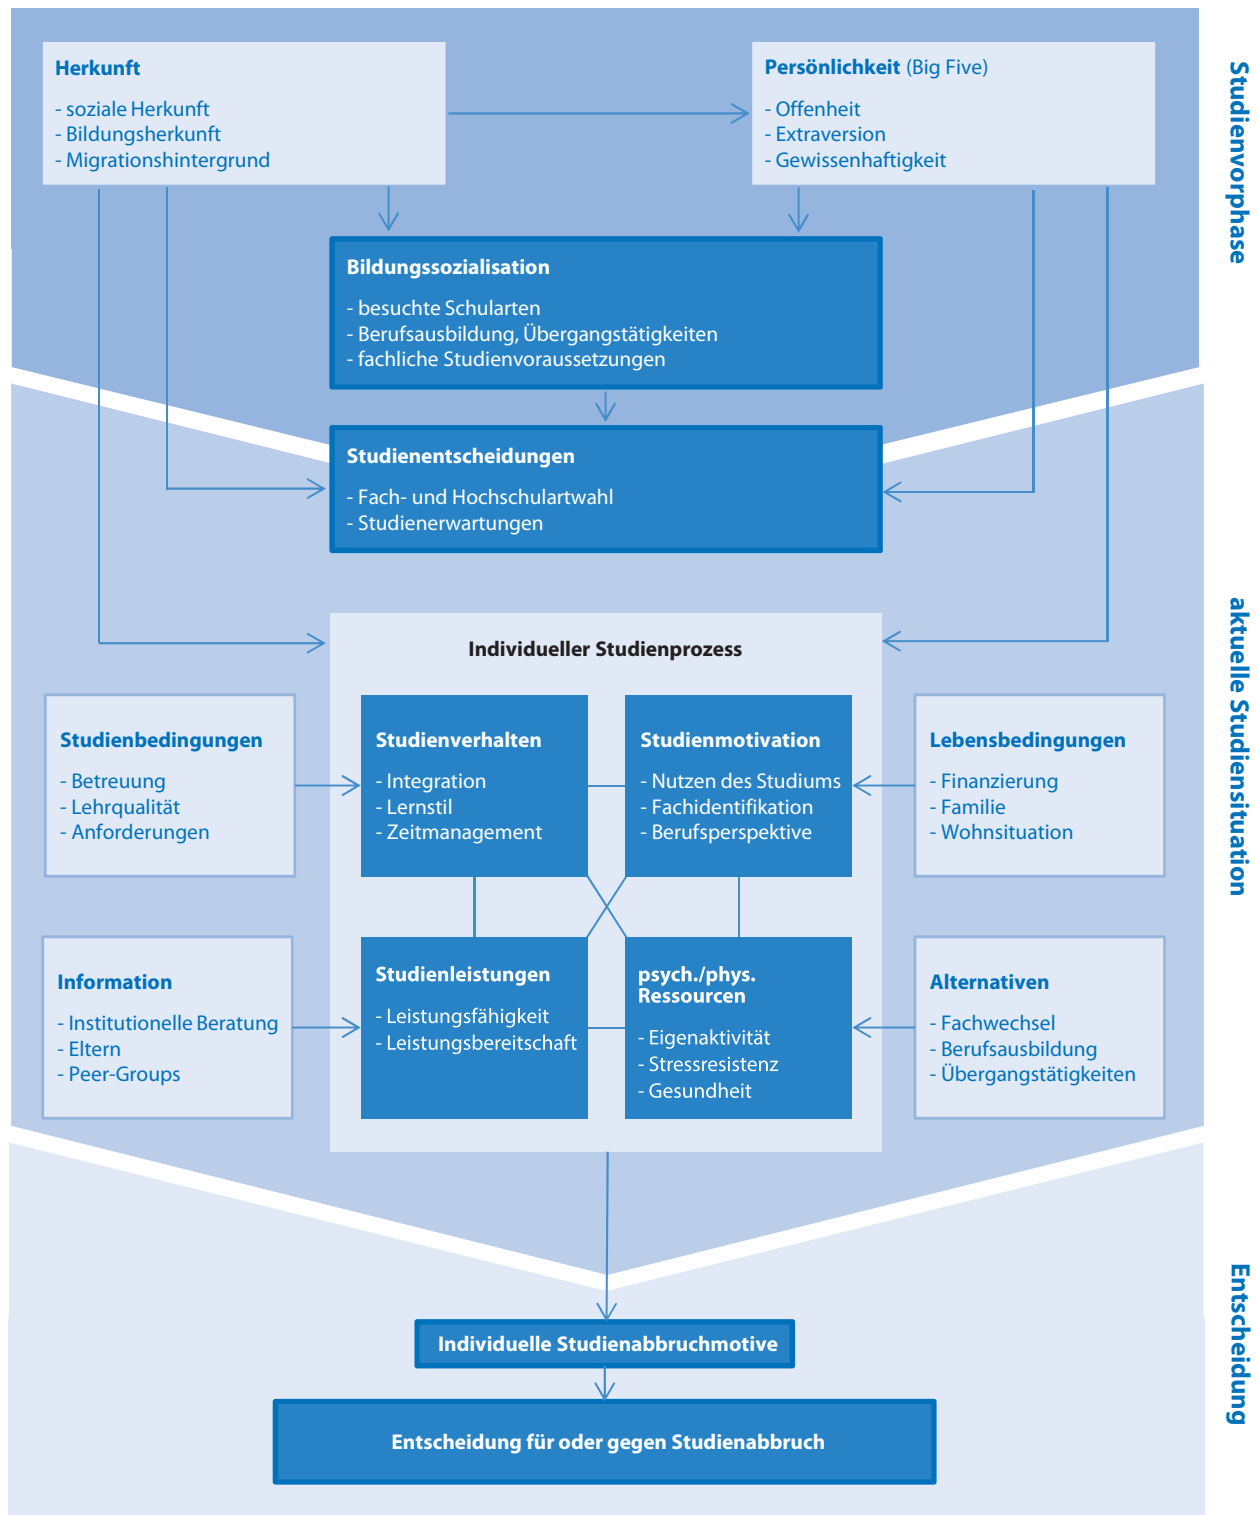 Herkunft
- soziale Herkunft
- Bildungsherkunft
- Migrationshintergrund
Persönlichkeit (Big Five)
- Offenheit
- Extraversion
- Gewissenhaftigkeit
Studienvorphase
Bildungssozialisation
- besuchte Schularten
- Berufsausbildung, Übergangstätigkeiten
- fachliche Studienvoraussetzungen
Studienentscheidungen
- Fach- und Hochschulartwahl
- Studienerwartungen
aktuelle Studiensituation
Individueller Studienprozess
Studienbedingungen
- Betreuung
- Lehrqualität
- Anforderungen
Studienverhalten
- Integration
- Lernstil
- Zeitmanagement
Studienmotivation
- Nutzen des Studiums
- Fachidentifikation
- Berufsperspektive
Lebensbedingungen
- Finanzierung
- Familie
- Wohnsituation
Information
- Institutionelle Beratung
- Eltern
- Peer-Groups
Studienleistungen
- Leistungsfähigkeit
- Leistungsbereitschaft
psych./phys.
Ressourcen
- Eigenaktivität
- Stressresistenz
- Gesundheit
Alternativen
- Fachwechsel
- Berufsausbildung
- Übergangstätigkeiten
Entscheidung
Individuelle Studienabbruchmotive
Entscheidung für oder gegen Studienabbruch